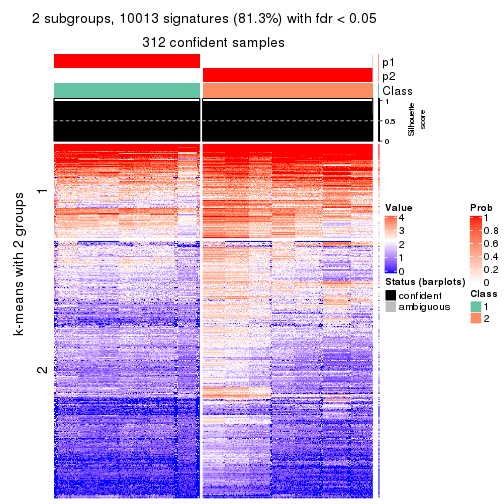 2 subgroups, 10013 signatures (81.3%) with fdr < 0.05
312 confident samples
p1
p2
Class
1
0.5
0
Silhouette
score
k-means with 2 groups
1
2
Value
4
3
2
1
0
Status (barplots)
confident
ambiguous
Prob
1
0.8
0.6
0.4
0.2
0
Class
1
2